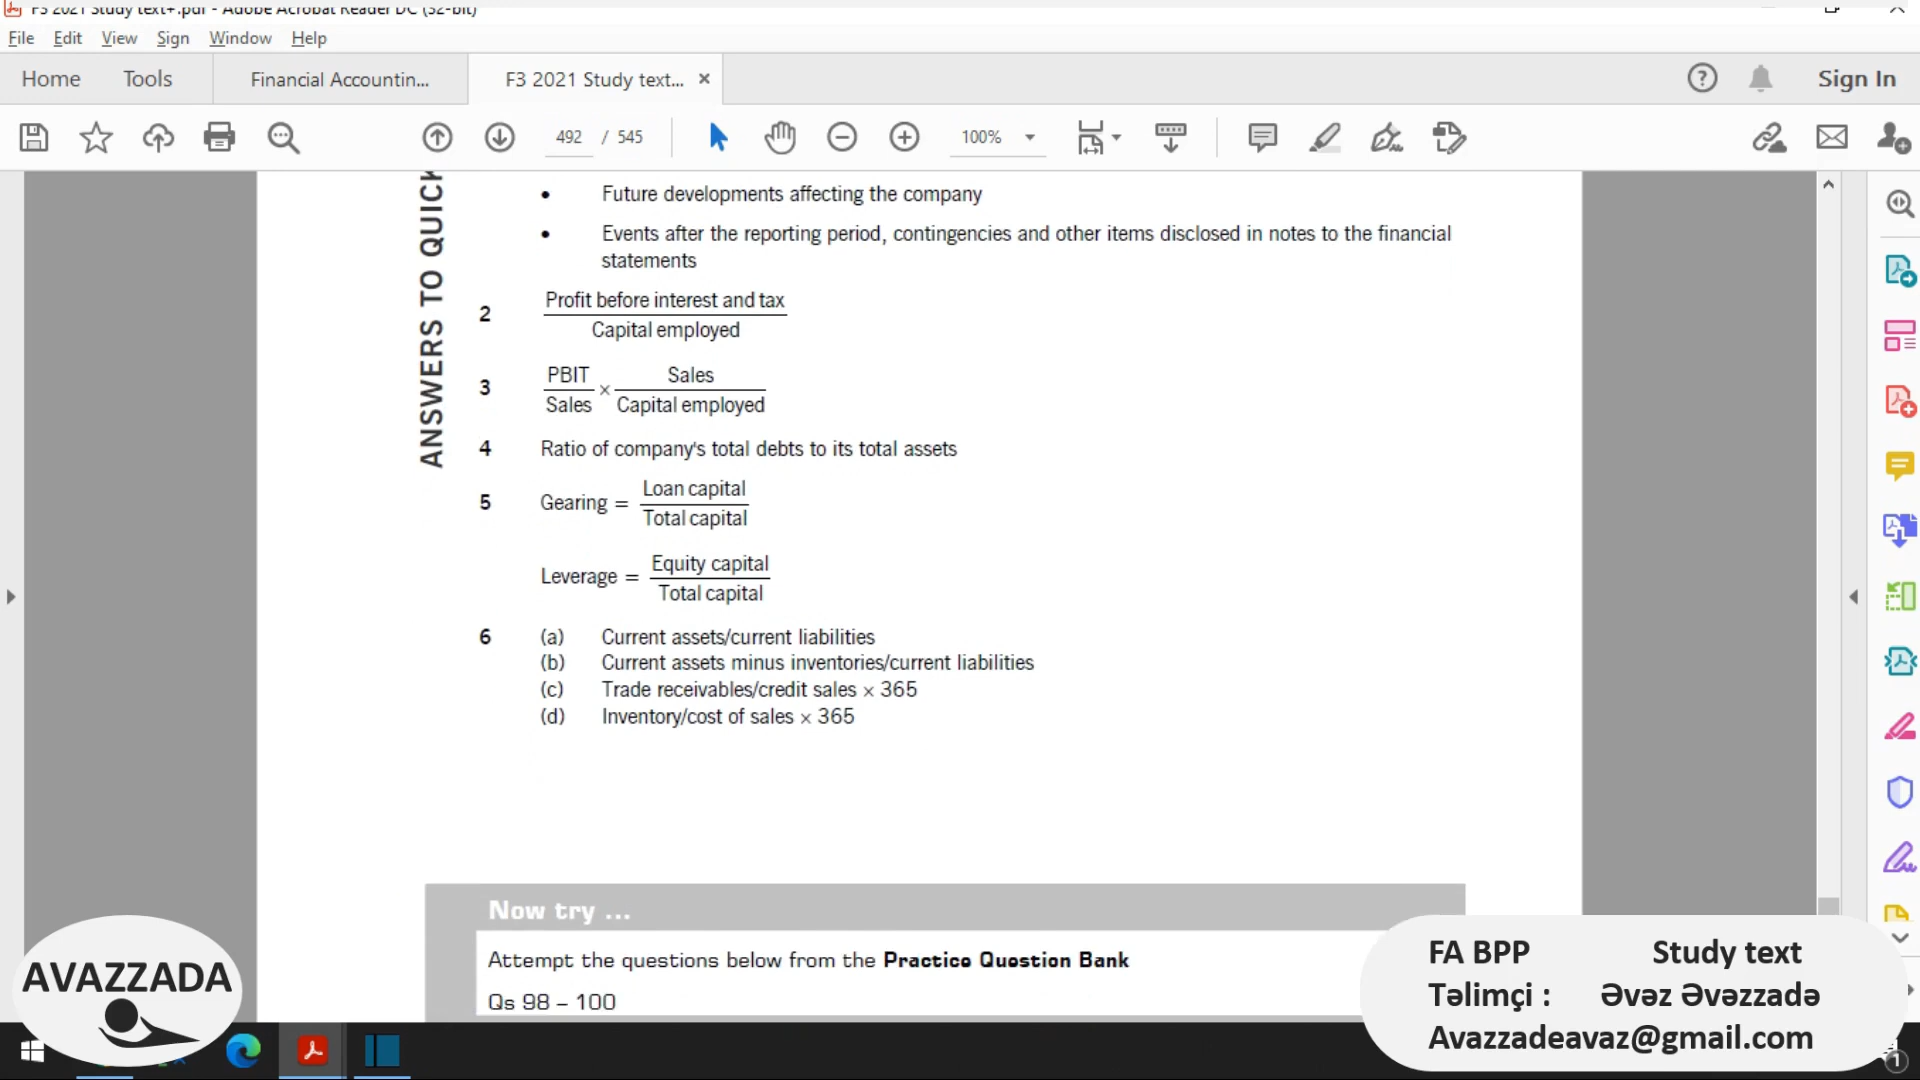 F3 2021 Study text+.pdf - Adobe Acrobat Reader DC (32-bit)
File Edit View Sign Window Help
Home Tools Financial Accountin... F3 2021 Study text... × Sign In
492 / 545 100%
ANSWERS TO QUICK
• Future developments affecting the company
• Events after the reporting period, contingencies and other items disclosed in notes to the financial
statements
2 Profit before interest and tax
Capital employed
3 PBIT × Sales
Sales Capital employed
4 Ratio of company's total debts to its total assets
5 Gearing = Loan capital
Total capital
Leverage = Equity capital
Total capital
6 (a) Current assets/current liabilities
(b) Current assets minus inventories/current liabilities
(c) Trade receivables/credit sales × 365
(d) Inventory/cost of sales × 365
Now try ...
Attempt the questions below from the Practice Question Bank
Qs 98 – 100
AVAZZADA
FA BPP Study text
Təlimçi : Əvəz Əvəzzadə
Avazzadeavaz@gmail.com
1